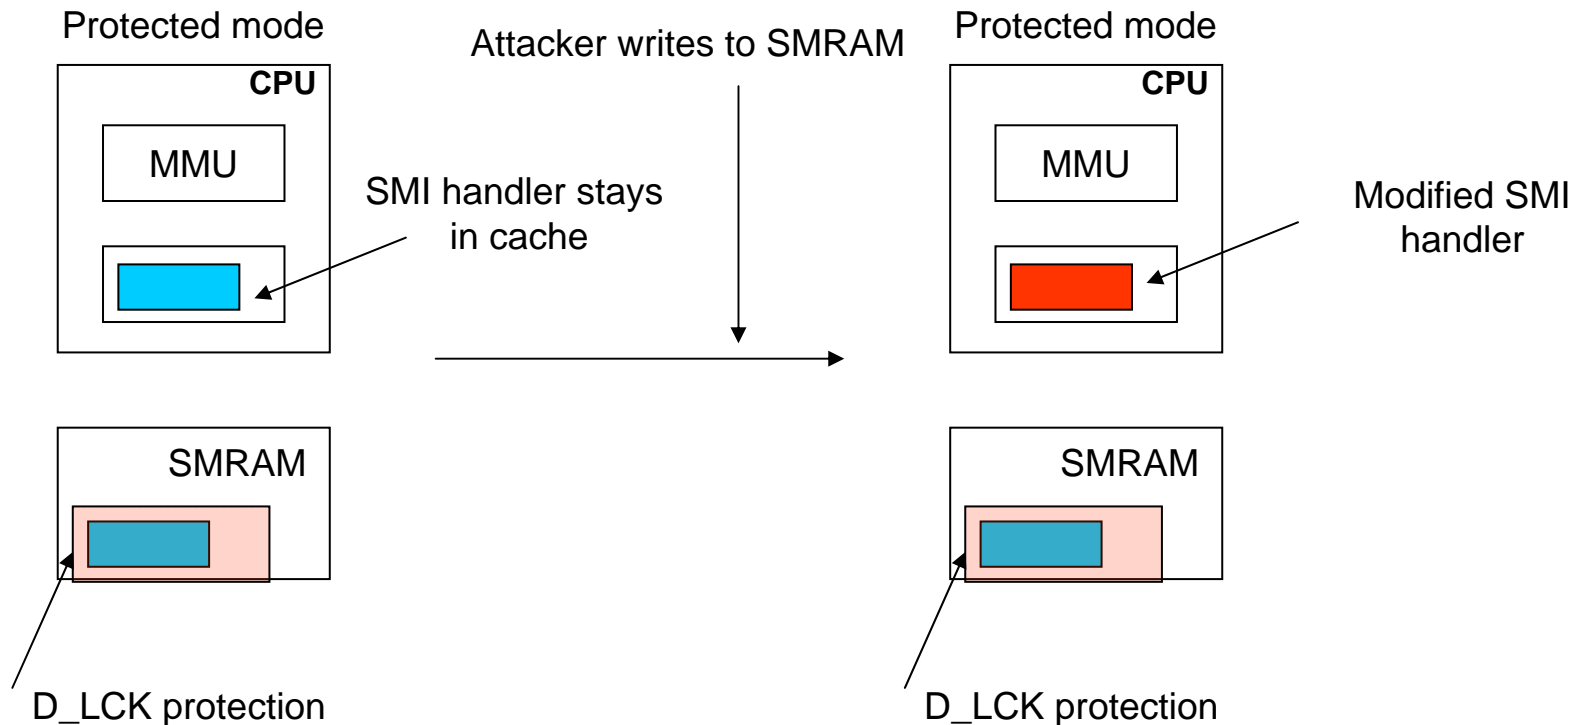 Protected mode
CPU
MMU
SMI handler stays
in cache
SMRAM
D_LCK protection
Attacker writes to SMRAM
Protected mode
CPU
MMU
Modified SMI
handler
SMRAM
D_LCK protection